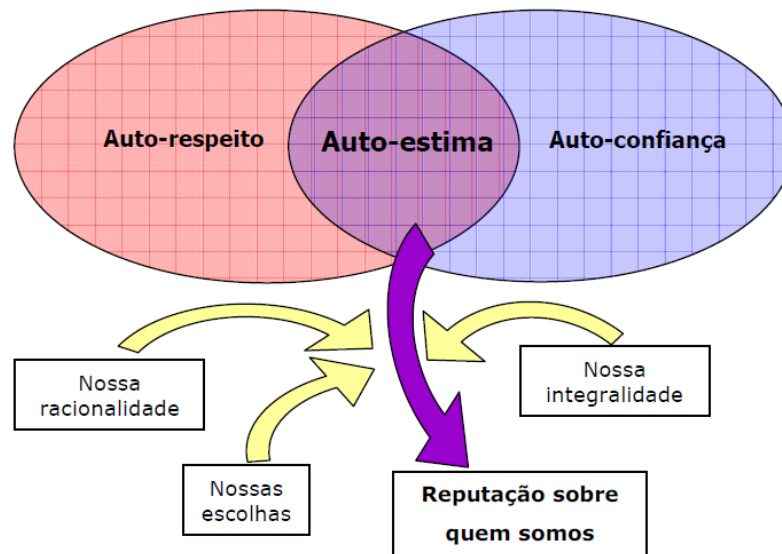 Auto-respeito
Auto-estima
Auto-confiança
Nossa
racionalidade
Nossa
integralidade
Nossas
escolhas
Reputação sobre
quem somos